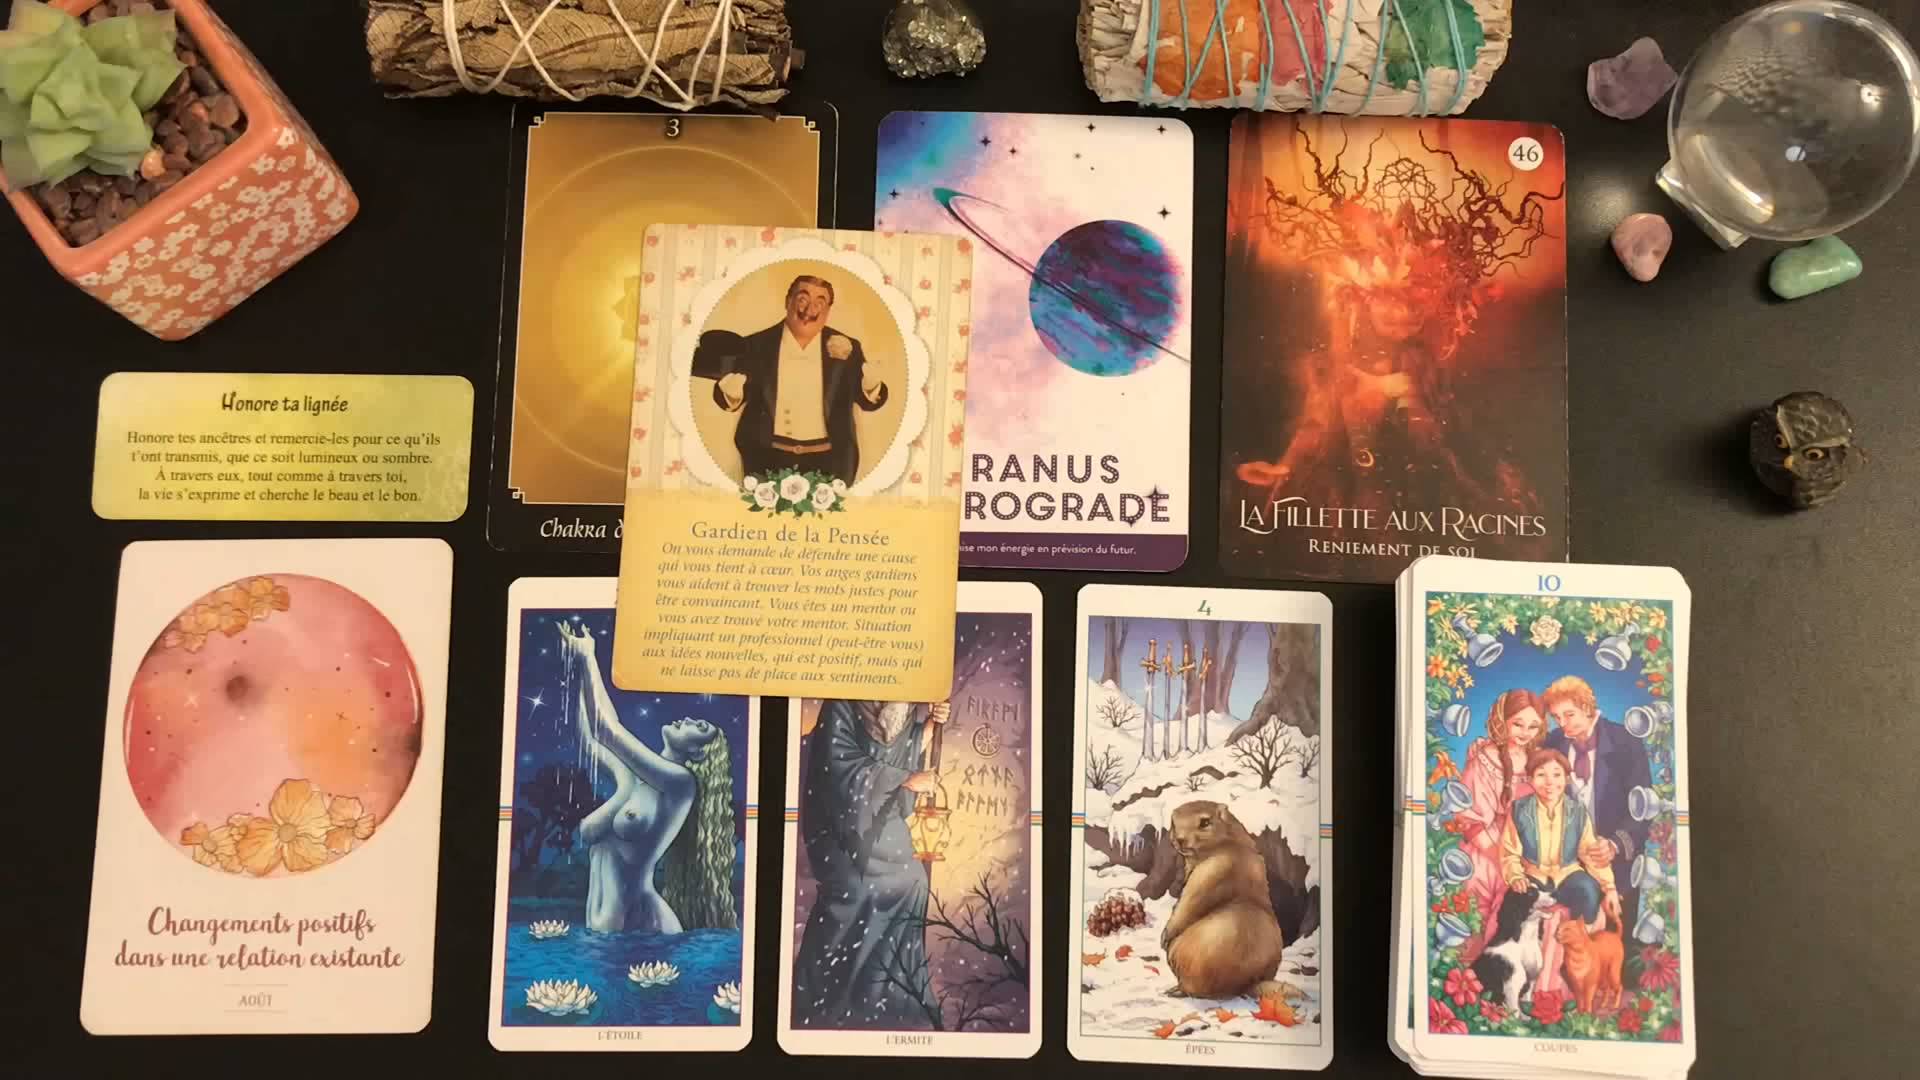 3
46
RANUS
ROGRADE
mon énergie en prévision du futur.
LA FILLETTE AUX RACINES
RENIEMENT DE SOI
Chakra
Gardien de la Pensée
On vous demande de défendre une cause
qui vous tient à cœur. Vos anges gardiens
vous aident à trouver les mots justes pour
être convaincant. Vous êtes un mentor ou
vous avez trouvé votre mentor. Situation
impliquant un professionnel (peut-être vous)
aux idées nouvelles, qui est positif, mais qui
ne laisse pas de place aux sentiments.
Honore ta lignée
Honore tes ancêtres et remercie-les pour ce qu'ils
t'ont transmis, que ce soit lumineux ou sombre.
À travers eux, tout comme à travers toi,
la vie s'exprime et cherche le beau et le bon.
Changements positifs
dans une relation existante
AOÛT
L'ÉTOILE
L'ERMITE
4
ÉPÉES
10
COUPES